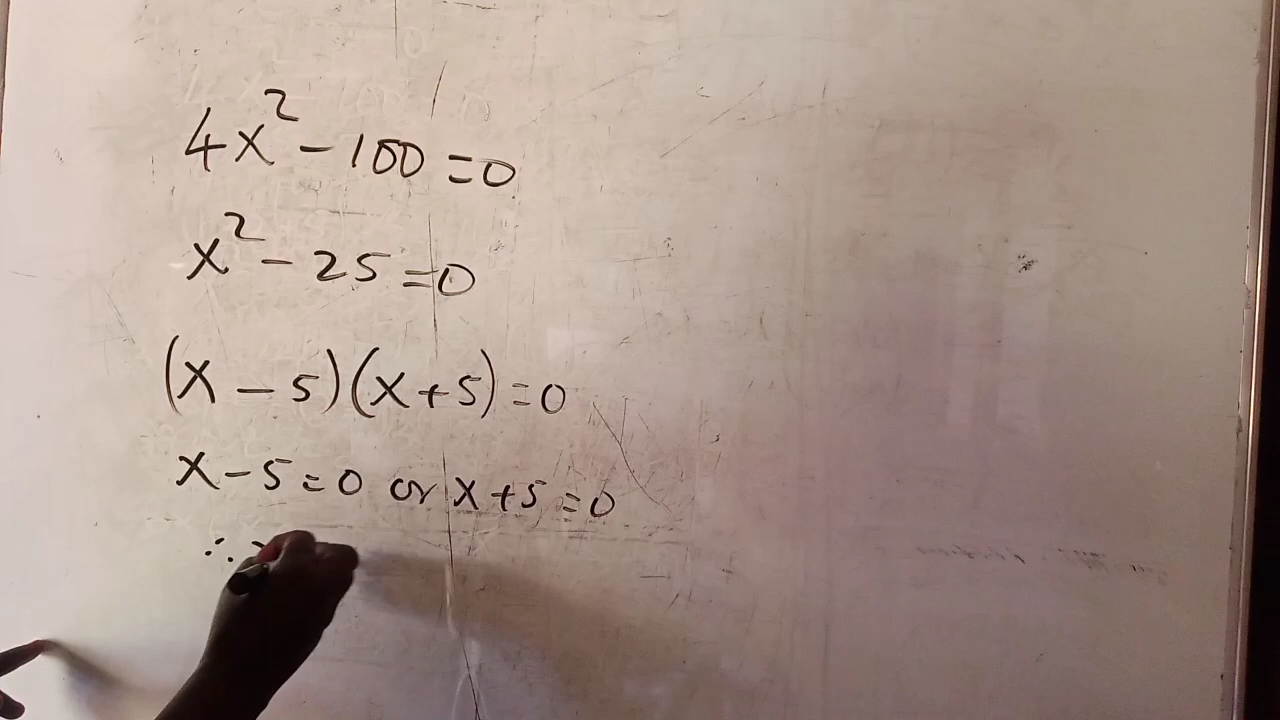 4x² - 100 = 0
x² - 25 = 0
(x - 5)(x + 5) = 0
x - 5 = 0 or x + 5 = 0
∴